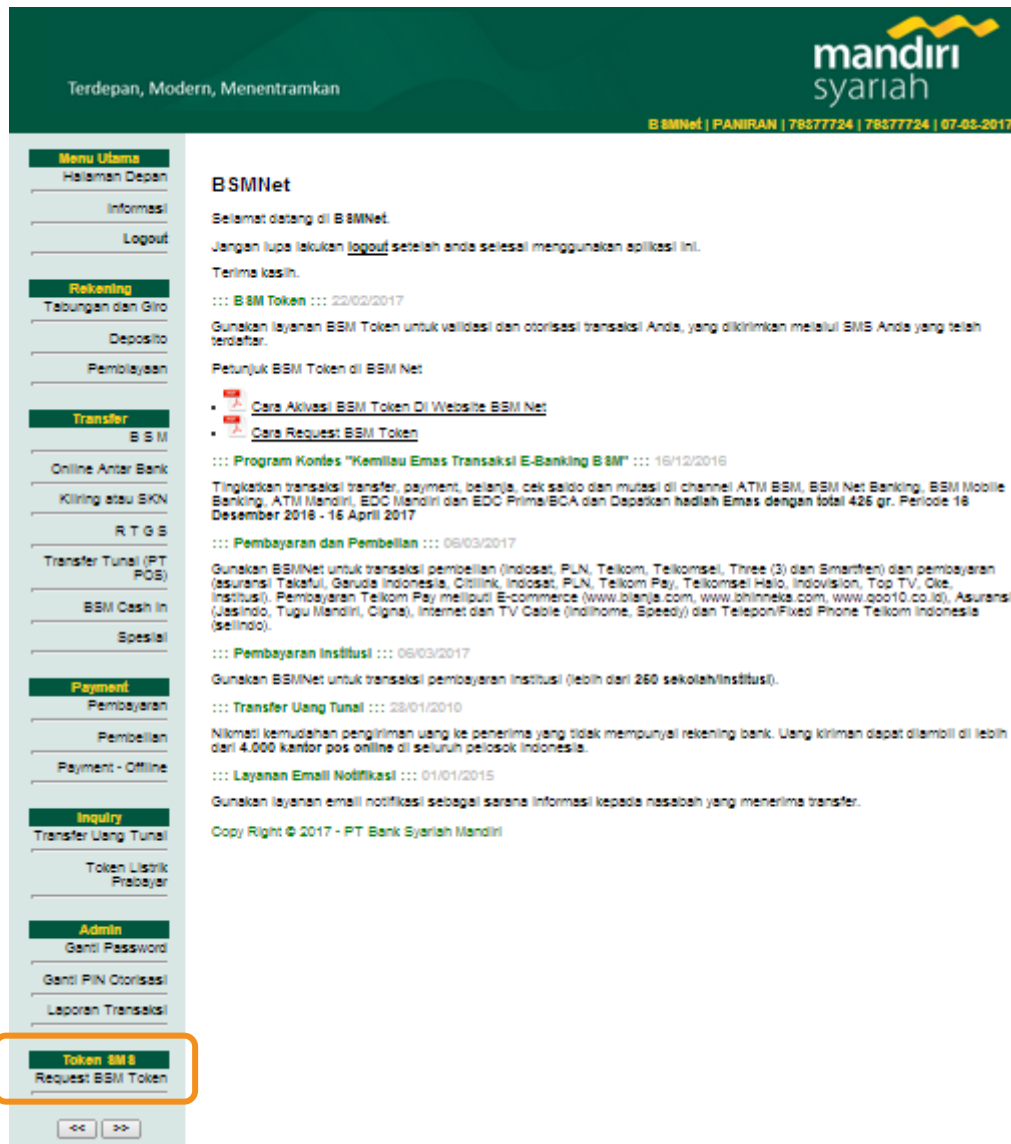 Terdepan, Modern, Menentramkan
mandiri
syariah
BSMNet | PANIRAN | 78377724 | 78377724 | 07-03-2017
Menu Utama
Halaman Depan
Informasi
Logout
Rekening
Tabungan dan Giro
Deposito
Pembiayaan
Transfer
B S M
Online Antar Bank
Kliring atau SKN
R T G S
Transfer Tunai (PT
POS)
BSM Cash In
Spesial
Payment
Pembayaran
Pembelian
Payment - Offline
Inquiry
Transfer Uang Tunai
Token Listrik
Prabayar
Admin
Ganti Password
Ganti PIN Otorisasi
Laporan Transaksi
Token SMS
Request BSM Token
<< >>
BSMNet
Selamat datang di BSMNet.
Jangan lupa lakukan logout setelah anda selesai menggunakan aplikasi ini.
Terima kasih.
::: BSM Token ::: 22/02/2017
Gunakan layanan BSM Token untuk validasi dan otorisasi transaksi Anda, yang dikirimkan melalui SMS Anda yang telah
terdaftar.
Petunjuk BSM Token di BSM Net
• Cara Akivasi BSM Token Di Website BSM Net
• Cara Request BSM Token
::: Program Kontes "Kemilau Emas Transaksi E-Banking BSM" ::: 16/12/2016
Tingkatkan transaksi transfer, payment, belanja, cek saldo dan mutasi di channel ATM BSM, BSM Net Banking, BSM Mobile
Banking, ATM Mandiri, EDC Mandiri dan EDC Prima/BCA dan Dapatkan hadiah Emas dengan total 425 gr. Periode 16
Desember 2016 - 15 April 2017
::: Pembayaran dan Pembelian ::: 06/03/2017
Gunakan BSMNet untuk transaksi pembelian (Indosat, PLN, Telkom, Telkomsel, Three (3) dan Smartfren) dan pembayaran
(asuransi Takaful, Garuda Indonesia, Citilink, Indosat, PLN, Telkom Pay, Telkomsel Halo, Indovision, Top TV, Oke,
Institusi). Pembayaran Telkom Pay meliputi E-commerce (www.blanja.com, www.bhinneka.com, www.qoo10.co.id), Asuransi
(Jasindo, Tugu Mandiri, Cigna), Internet dan TV Cable (Indihome, Speedy) dan Telepon/Fixed Phone Telkom Indonesia
(selindo).
::: Pembayaran Institusi ::: 06/03/2017
Gunakan BSMNet untuk transaksi pembayaran Institusi (lebih dari 250 sekolah/institusi).
::: Transfer Uang Tunai ::: 28/01/2010
Nikmati kemudahan pengiriman uang ke penerima yang tidak mempunyai rekening bank. Uang kiriman dapat diambil di lebih
dari 4.000 kantor pos online di seluruh pelosok Indonesia.
::: Layanan Email Notifikasi ::: 01/01/2015
Gunakan layanan email notifikasi sebagai sarana informasi kepada nasabah yang menerima transfer.
Copy Right © 2017 - PT Bank Syariah Mandiri